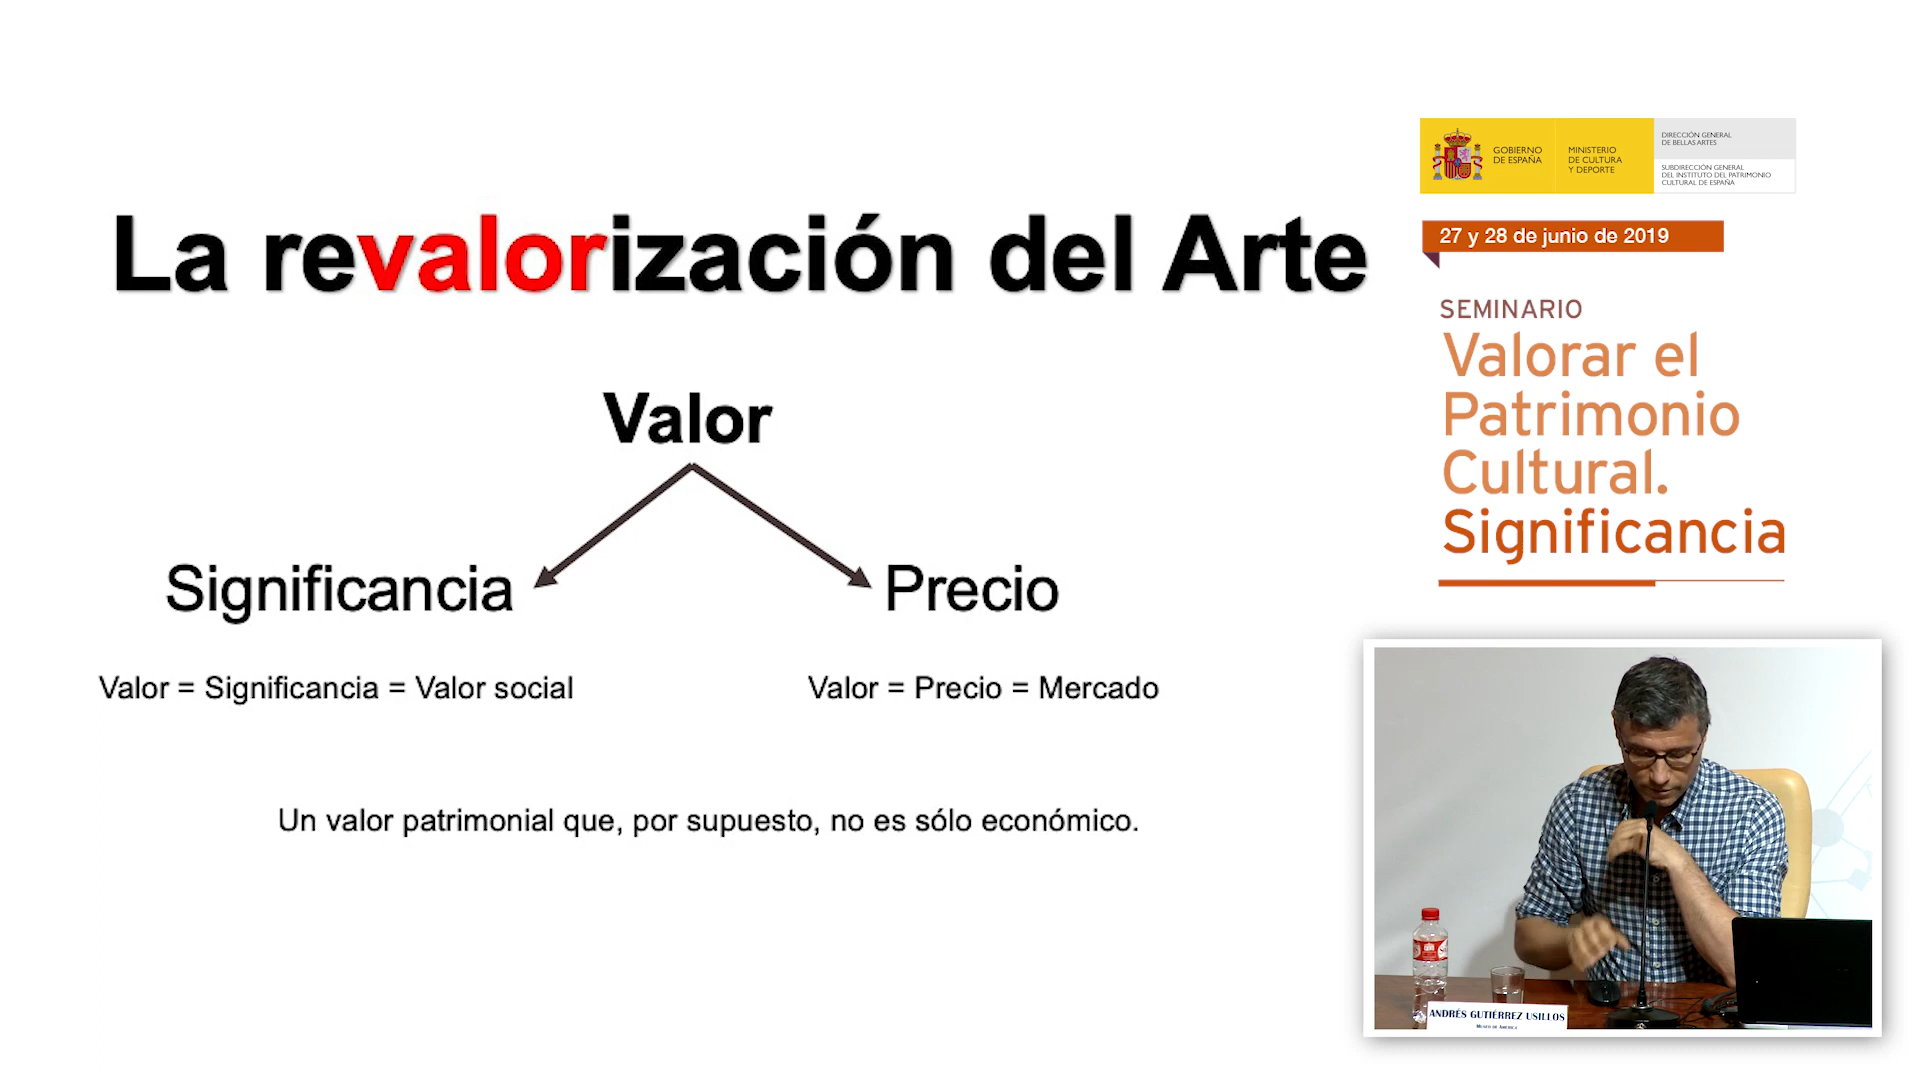 La revalorización del Arte
Valor
Significancia
Precio
Valor = Significancia = Valor social
Valor = Precio = Mercado
Un valor patrimonial que, por supuesto, no es sólo económico.
GOBIERNO
DE ESPAÑA
MINISTERIO
DE CULTURA
Y DEPORTE
DIRECCIÓN GENERAL
DE BELLAS ARTES
SUBDIRECCIÓN GENERAL
DEL INSTITUTO DEL PATRIMONIO
CULTURAL DE ESPAÑA
27 y 28 de junio de 2019
SEMINARIO
Valorar el
Patrimonio
Cultural.
Significancia
ANDRÉS GUTIÉRREZ USILLOS
MUSEO DE AMÉRICA